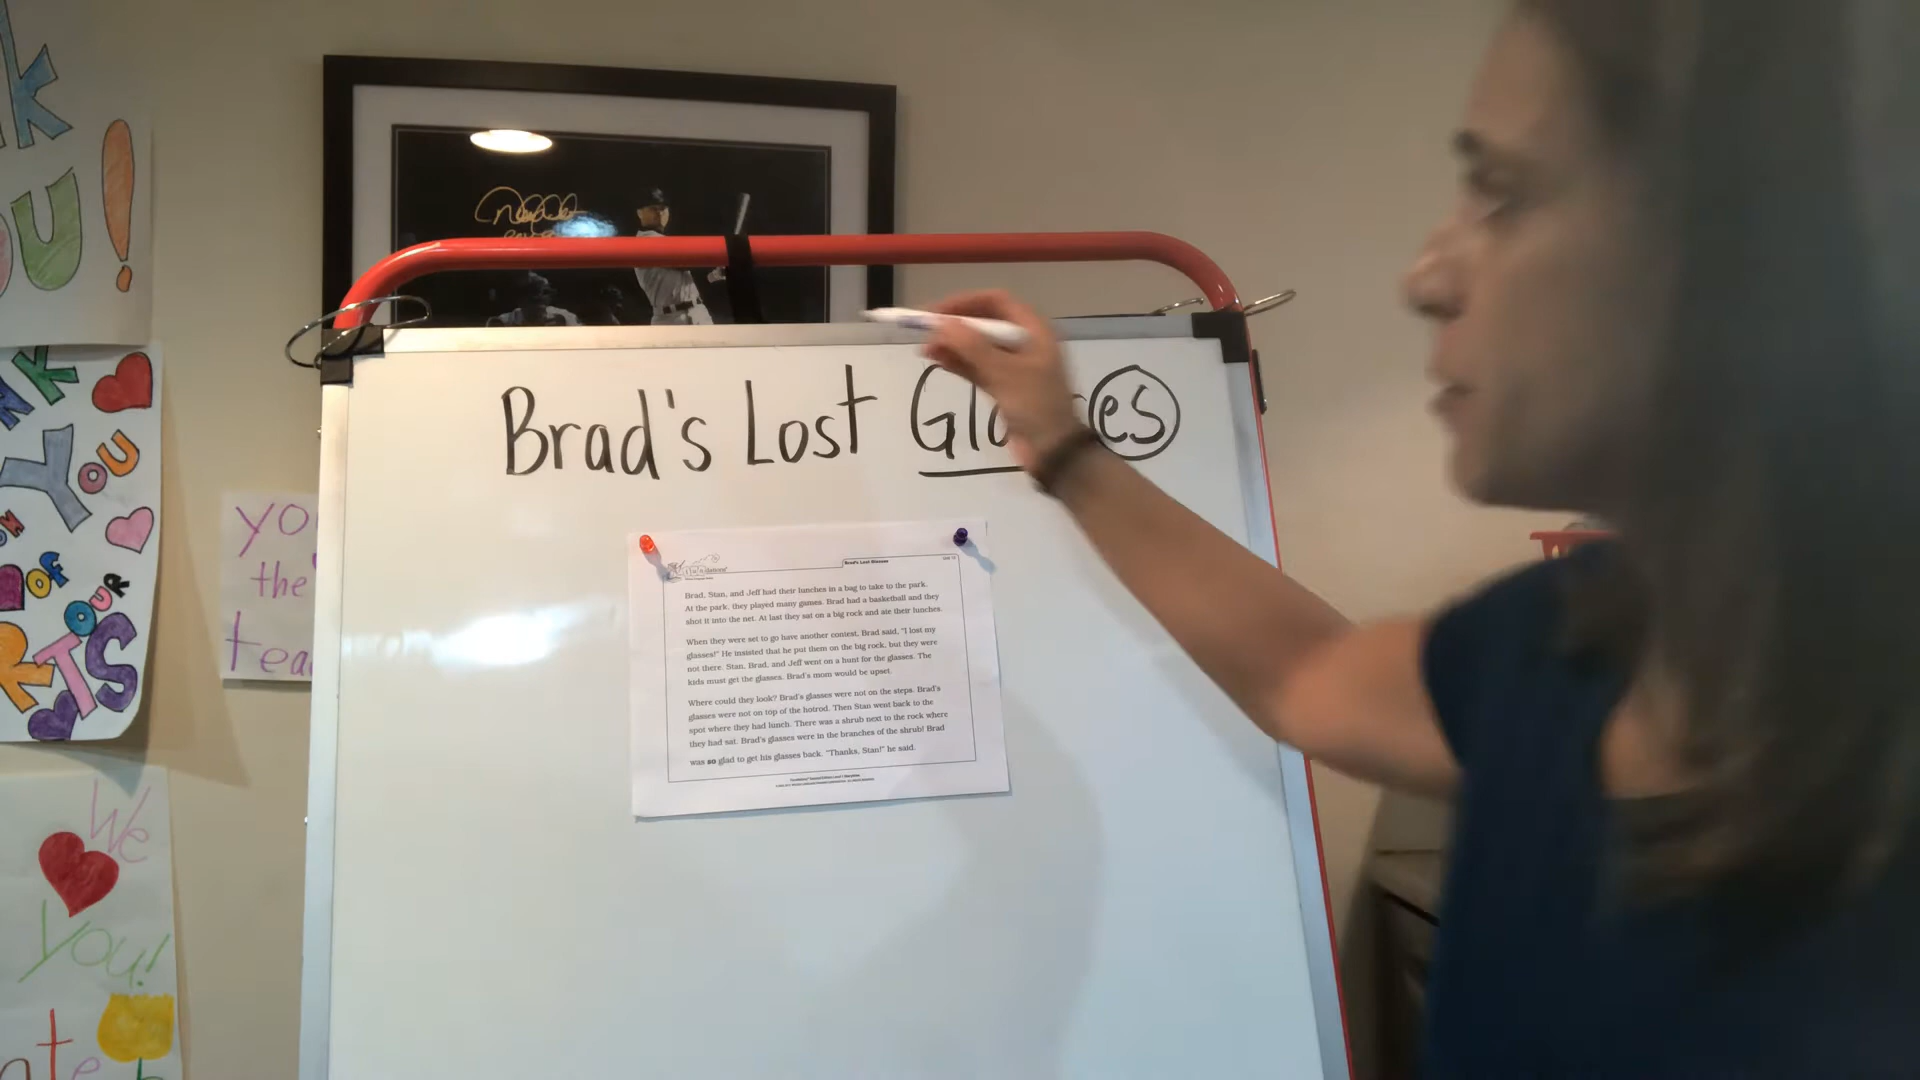 k
OU!
NK
YOU
OF
OUR
RTS
We
you!
yo
the
tea
Brad's Lost Gl es
Brad's Lost Glasses
Brad, Stan, and Jeff had their lunches in a bag to take to the park.
At the park, they played many games. Brad had a basketball and they
shot it into the net. At last they sat on a big rock and ate their lunches.
When they were set to go have another contest, Brad said, "I lost my
glasses!" He insisted that he put them on the big rock, but they were
not there. Stan, Brad, and Jeff went on a hunt for the glasses. The
kids must get the glasses. Brad's mom would be upset.
Where could they look? Brad's glasses were not on the steps. Brad's
glasses were not on top of the hotrod. Then Stan went back to the
spot where they had lunch. There was a shrub next to the rock where
they had sat. Brad's glasses were in the branches of the shrub! Brad
was so glad to get his glasses back. "Thanks, Stan!" he said.